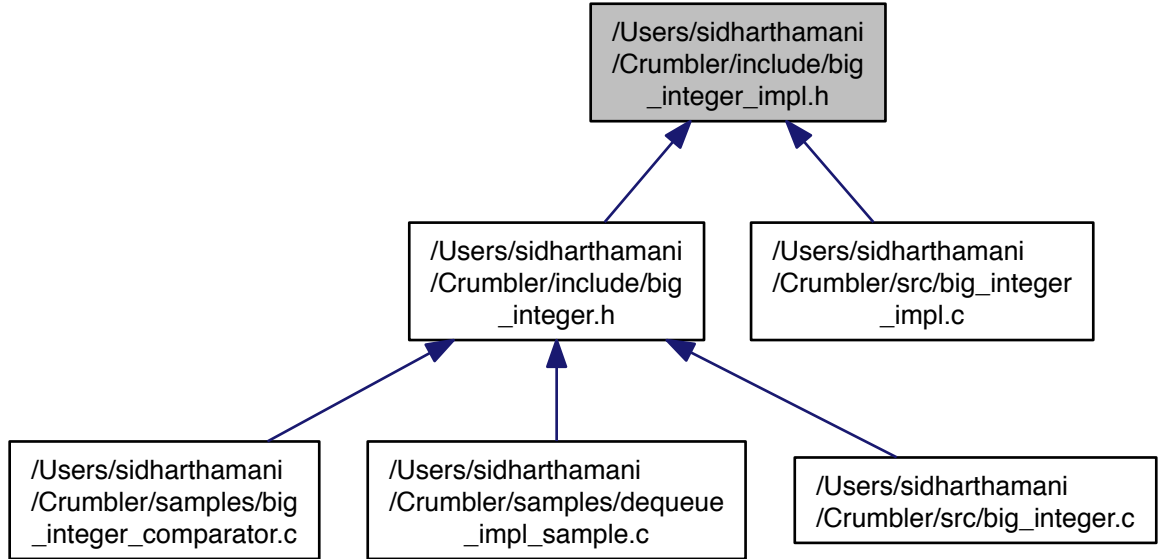 /Users/sidharthamani
/Crumbler/include/big
_integer_impl.h
/Users/sidharthamani
/Crumbler/include/big
_integer.h
/Users/sidharthamani
/Crumbler/src/big_integer
_impl.c
/Users/sidharthamani
/Crumbler/samples/big
_integer_comparator.c
/Users/sidharthamani
/Crumbler/samples/dequeue
_impl_sample.c
/Users/sidharthamani
/Crumbler/src/big_integer.c